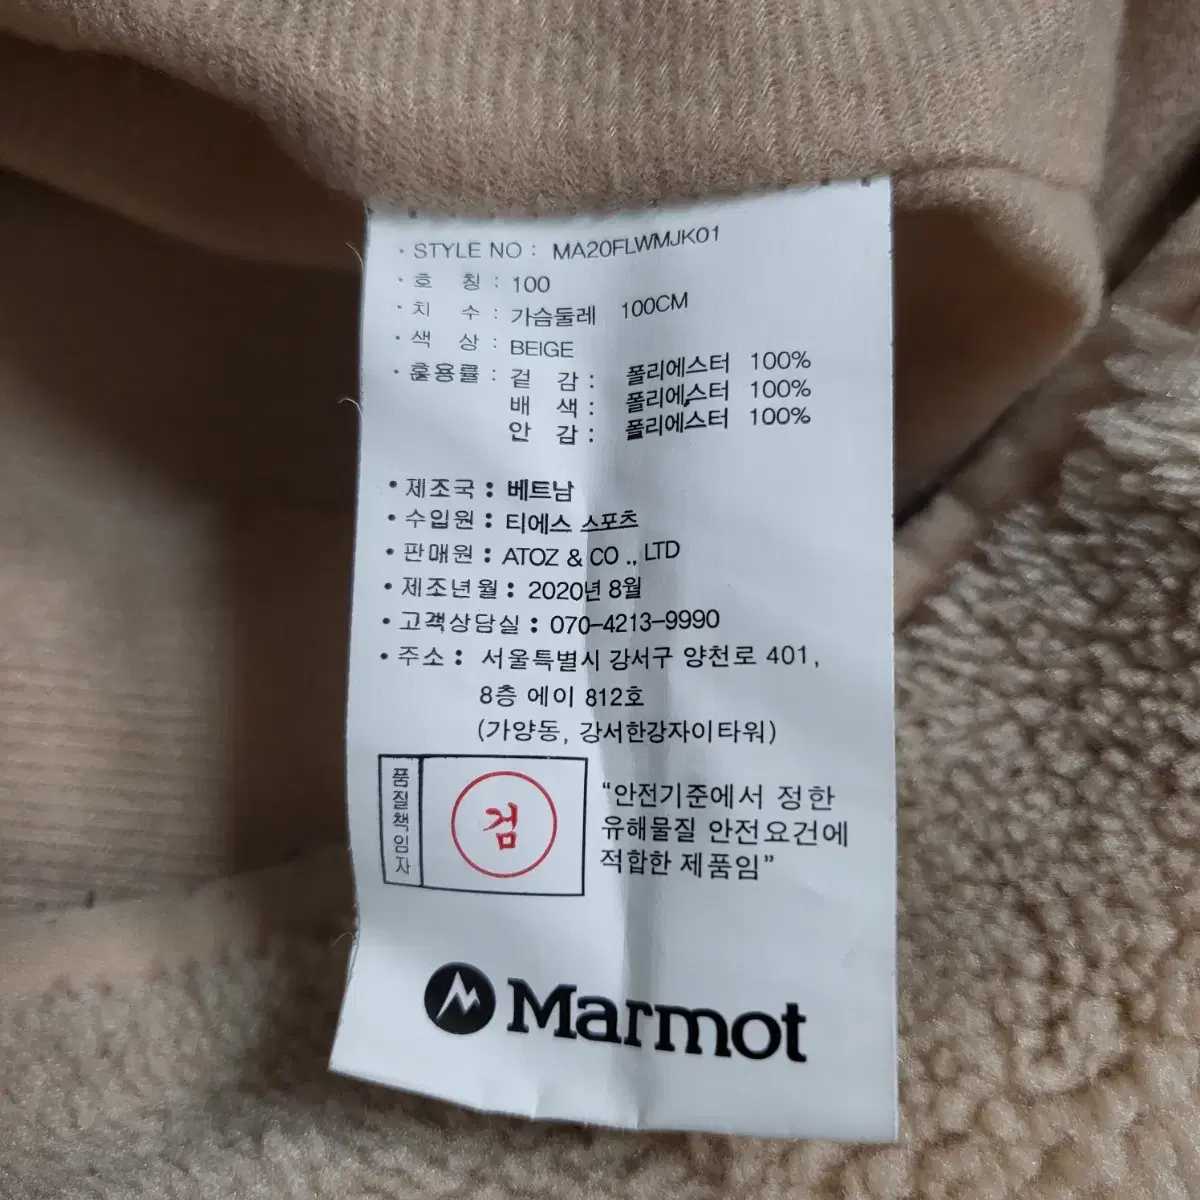 · STYLE NO : MA20FLWMJK01
· 호 칭 : 100
· 치 수 : 가슴둘레 100CM
· 색 상 : BEIGE
· 혼용률 : 겉 감 : 폴리에스터 100%
배 색 : 폴리에스터 100%
안 감 : 폴리에스터 100%
• 제조국 : 베트남
• 수입원 : 티에스 스포츠
• 판매원 : ATOZ & CO ., LTD
• 제조년월 : 2020년 8월
• 고객상담실 : 070-4213-9990
• 주소 : 서울특별시 강서구 양천로 401,
8층 에이 812호
(가양동, 강서한강자이타워)
품질책임자
검
“안전기준에서 정한
유해물질 안전요건에
적합한 제품임”
Marmot